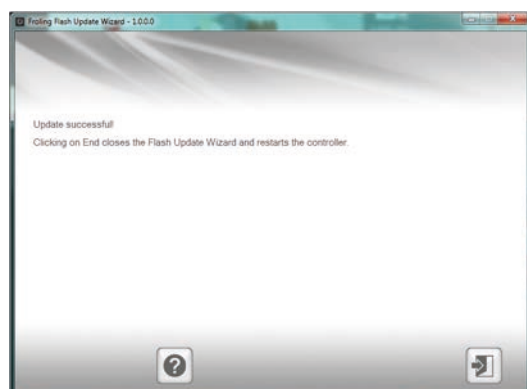 Froling Flash Update Wizard - 1.0.0.0
Update successful!
Clicking on End closes the Flash Update Wizard and restarts the controller.
?